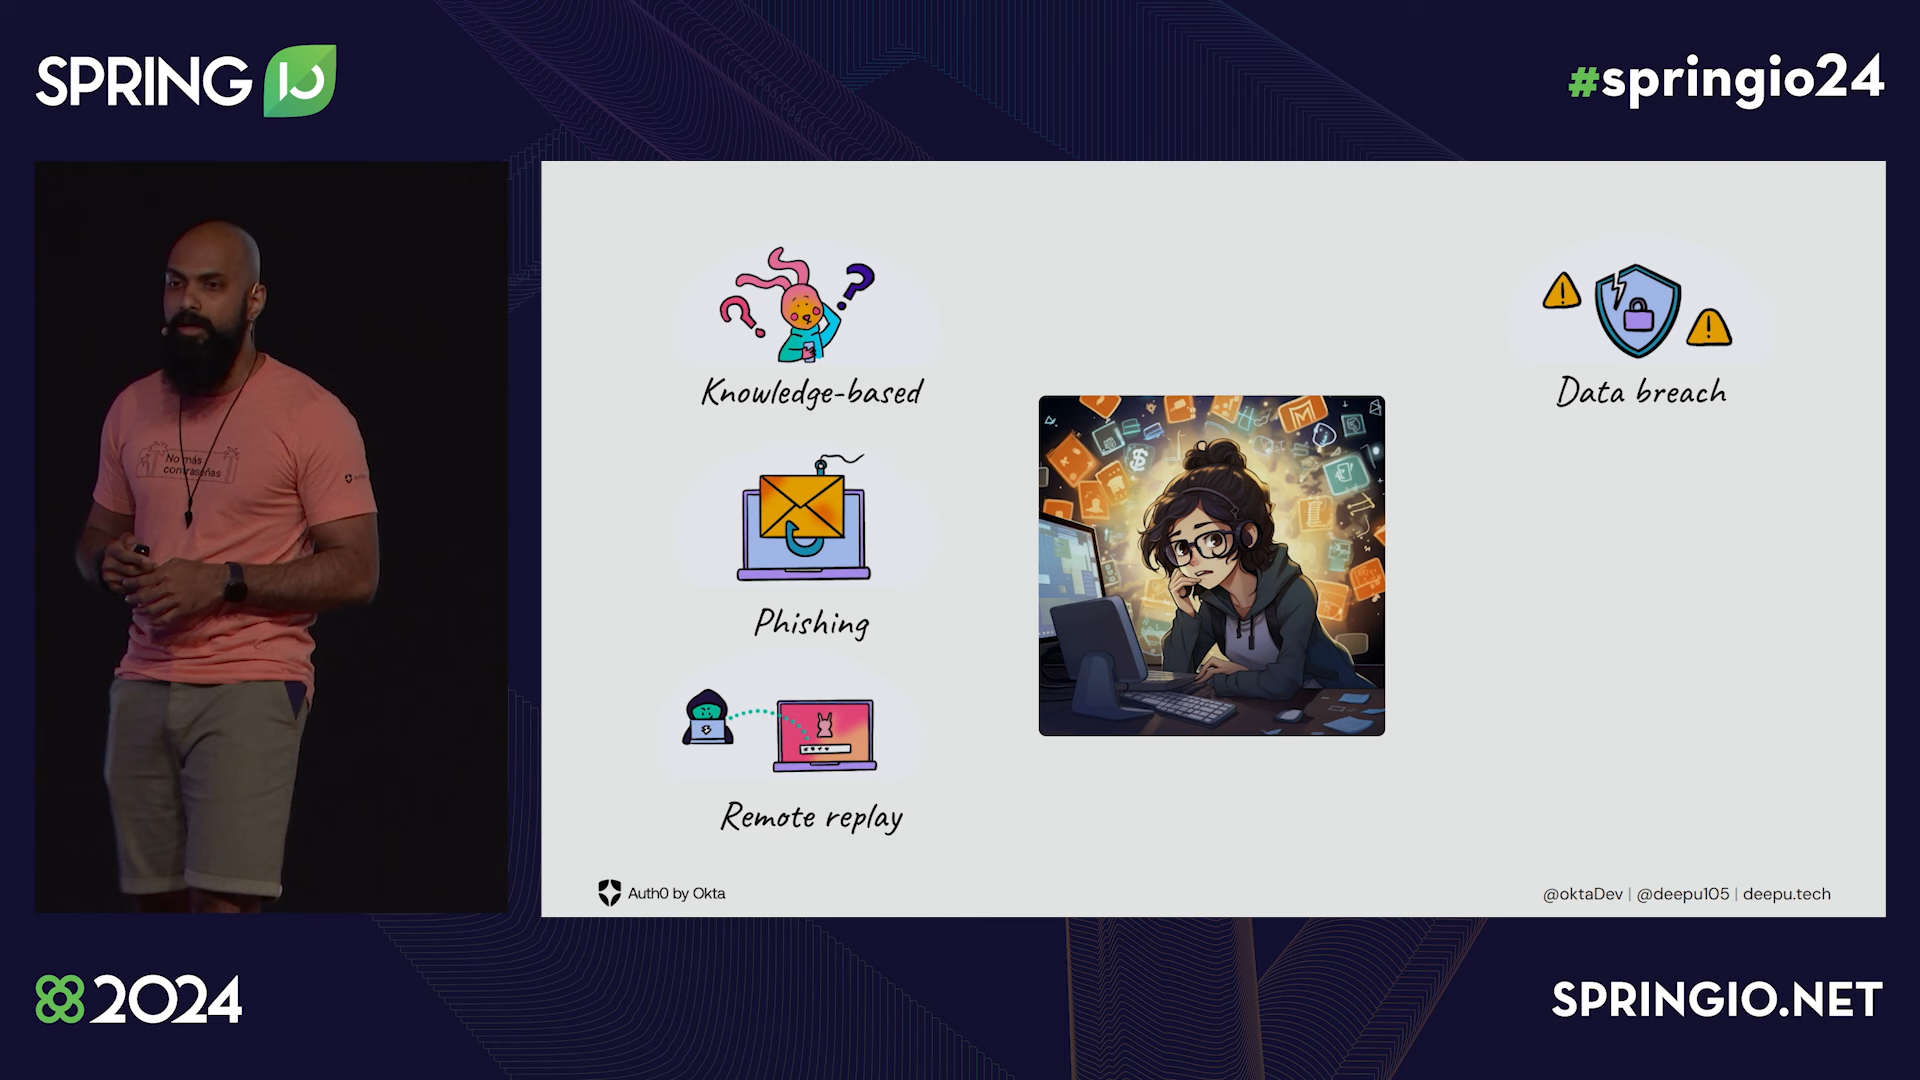 SPRING IO
#springio24
No más
contraseñas
Knowledge-based
Data breach
Phishing
Remote replay
Auth0 by Okta
@oktaDev | @deepu105 | deepu.tech
2024
SPRINGIO.NET